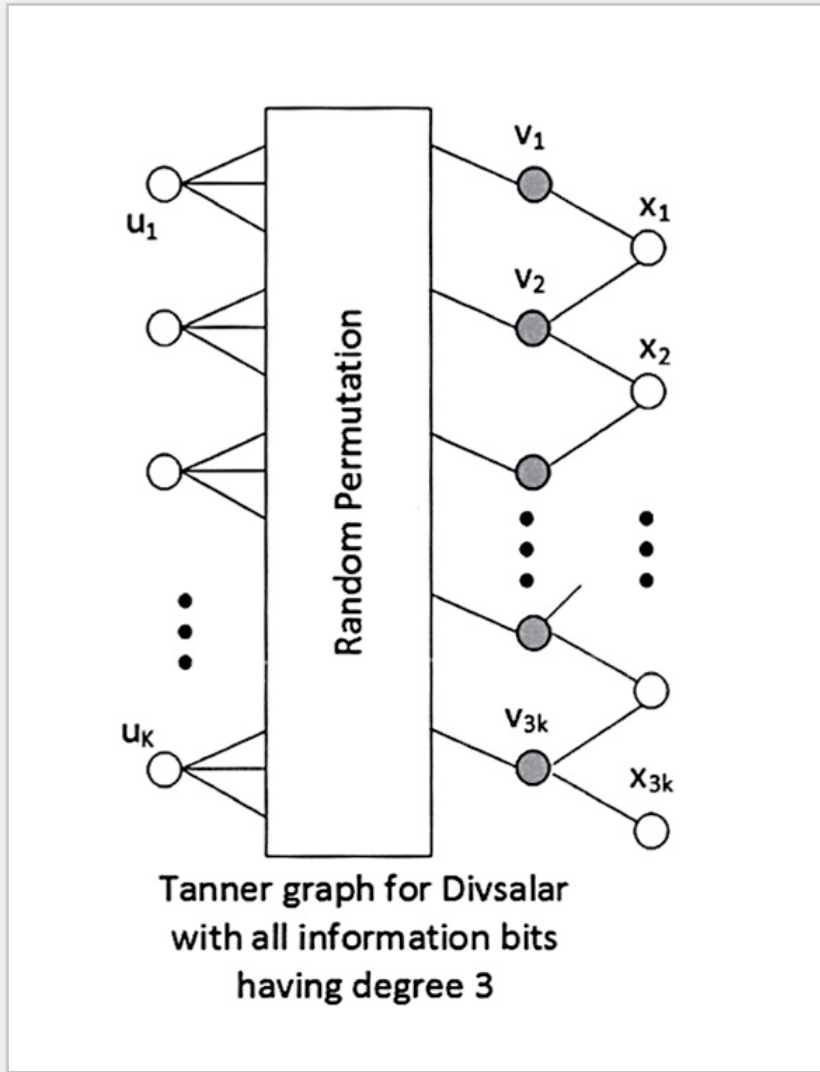 v₁
x₁
u₁
v₂
x₂
Random Permutation
v₃ₖ
uK
x₃ₖ
Tanner graph for Divsalar
with all information bits
having degree 3